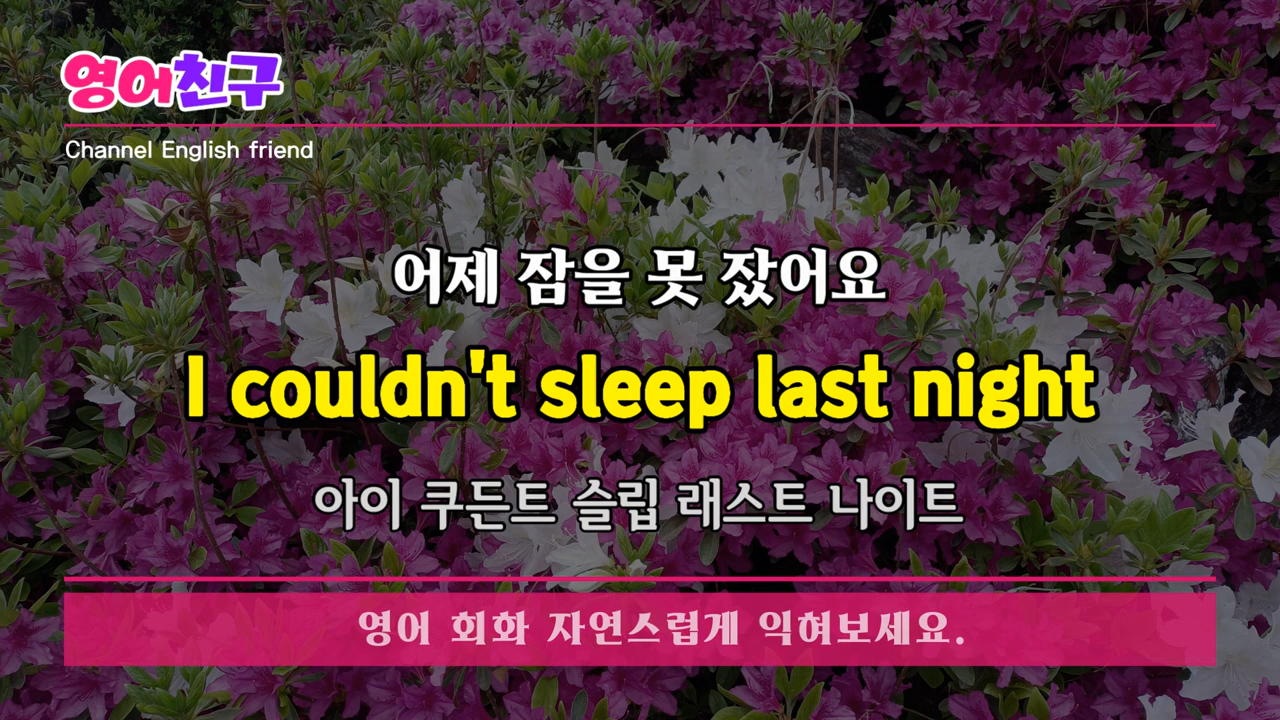 영어친구
Channel English friend
어제 잠을 못 잤어요
I couldn't sleep last night
아이 쿠든트 슬립 래스트 나이트
영어 회화 자연스럽게 익혀보세요.